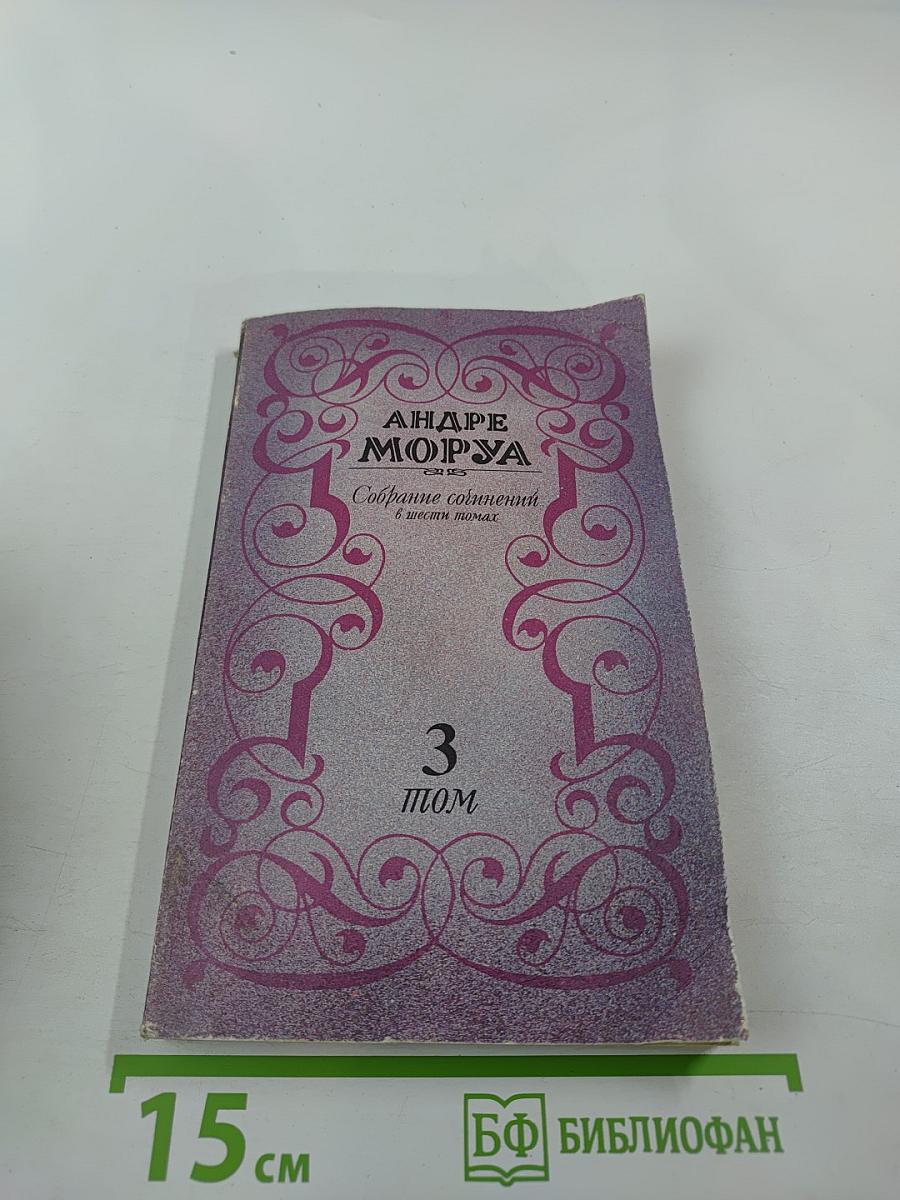 АНДРЕ
МОРУА
Собрание сочинений
в шести томах
3
том
15 см
БФ БИБЛИОФАН